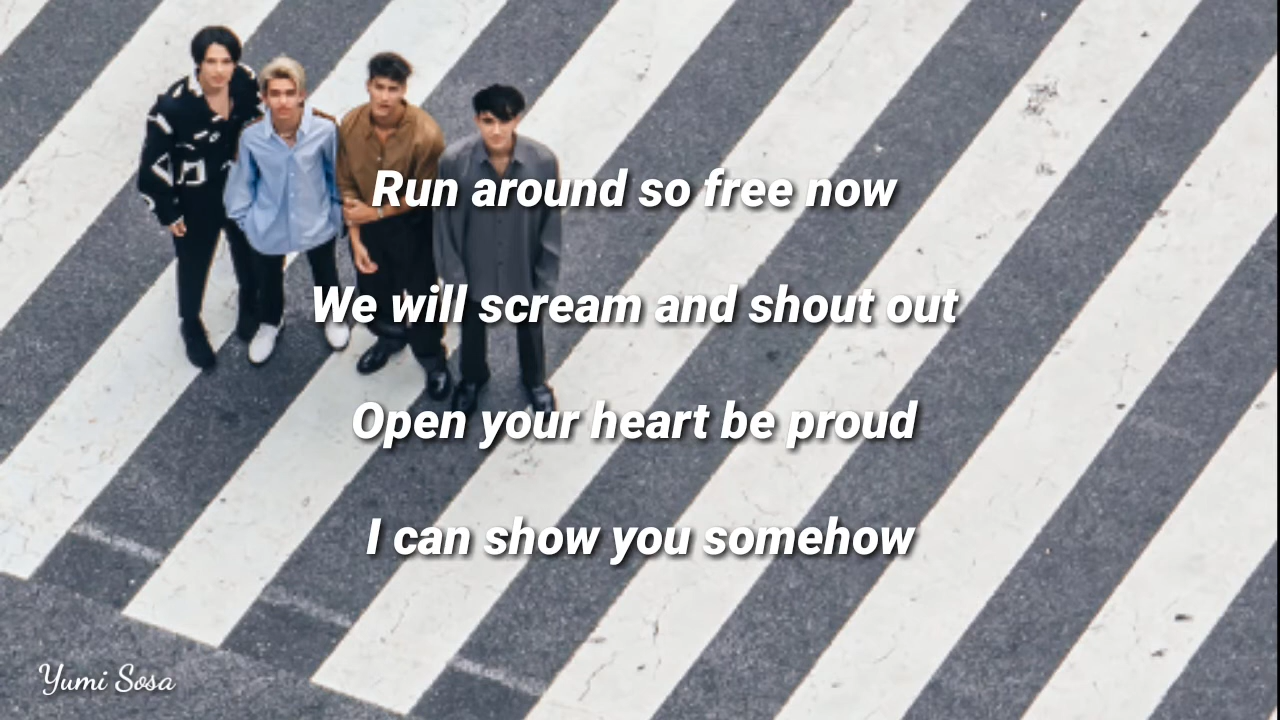 Run around so free now
We will scream and shout out
Open your heart be proud
I can show you somehow
Yumi Sosa